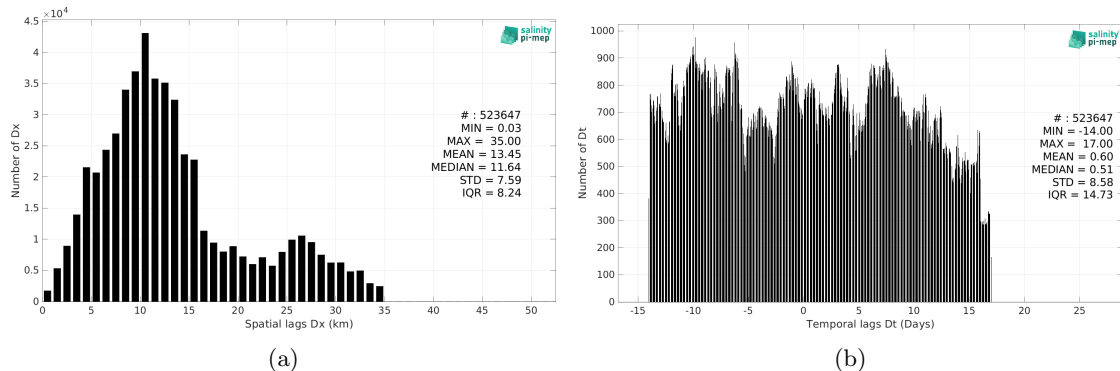 ×10⁴
4.5
4
3.5
3
2.5
2
1.5
1
0.5
0
Number of Dx
0 5 10 15 20 25 30 35 40 45 50
Spatial lags Dx (km)
salinity
pi-mep
# : 523647
MIN = 0.03
MAX = 35.00
MEAN = 13.45
MEDIAN = 11.64
STD = 7.59
IQR = 8.24
(a)
1000
900
800
700
600
500
400
300
200
100
0
Number of Dt
-15 -10 -5 0 5 10 15 20 25
Temporal lags Dt (Days)
salinity
pi-mep
# : 523647
MIN = -14.00
MAX = 17.00
MEAN = 0.60
MEDIAN = 0.51
STD = 8.58
IQR = 14.73
(b)